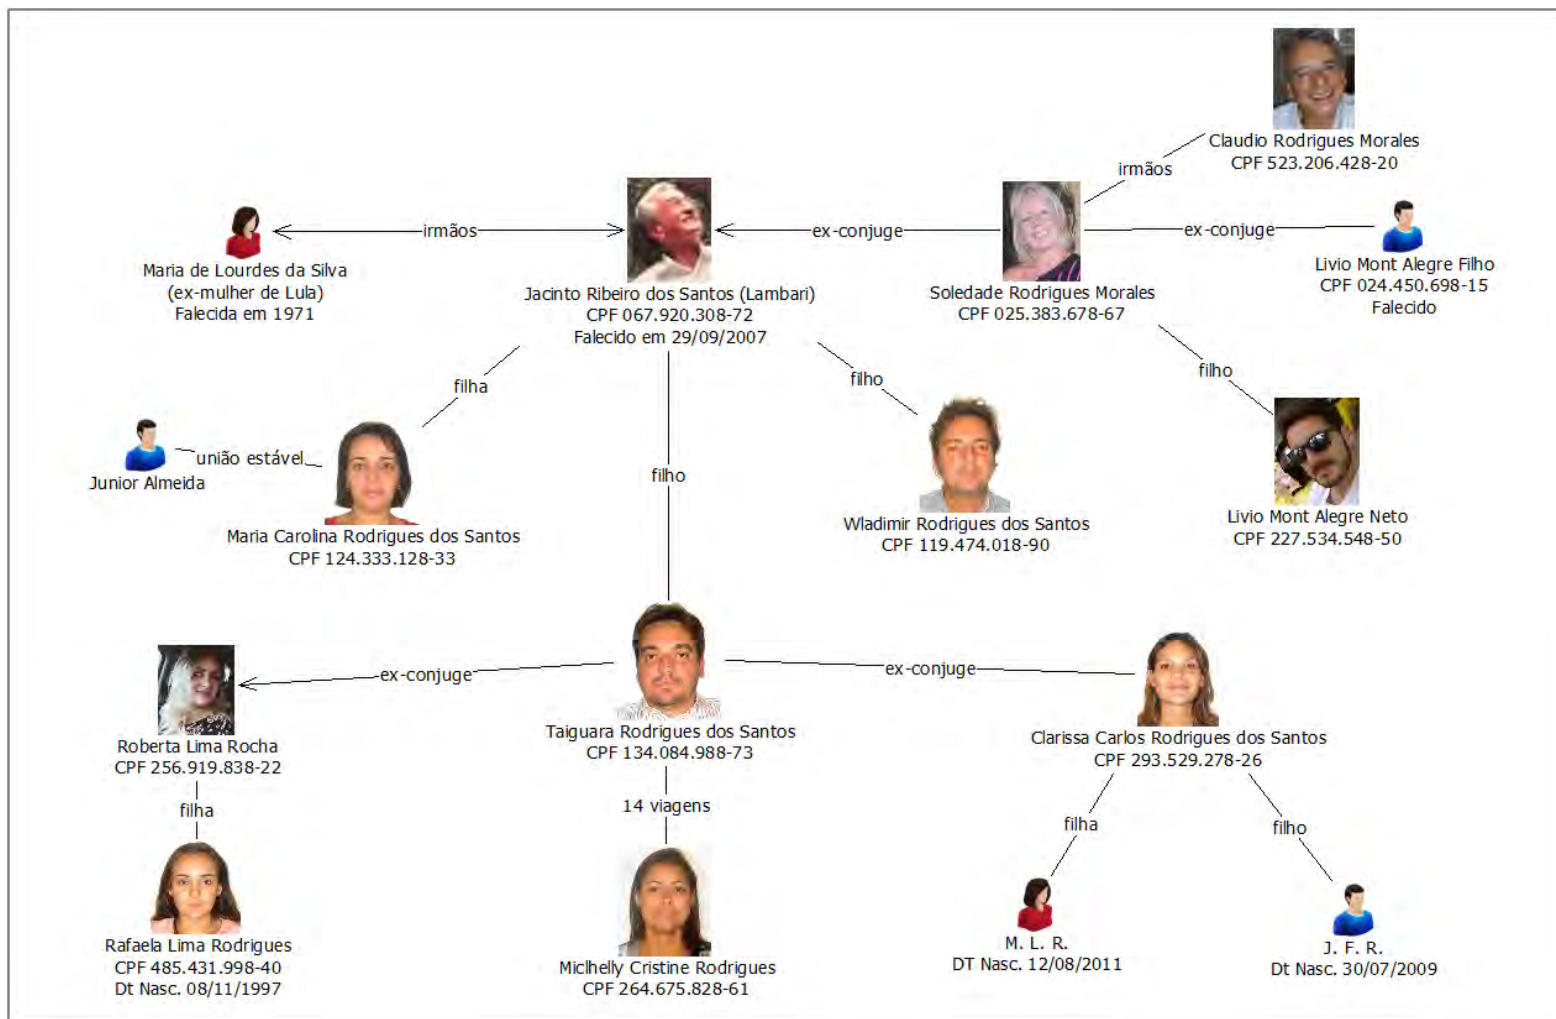 Claudio Rodrigues Morales
CPF 523.206.428-20
irmãos
irmãos
ex-conjuge
ex-conjuge
Maria de Lourdes da Silva
(ex-mulher de Lula)
Falecida em 1971
Jacinto Ribeiro dos Santos (Lambari)
CPF 067.920.308-72
Falecido em 29/09/2007
Soledade Rodrigues Morales
CPF 025.383.678-67
Livio Mont Alegre Filho
CPF 024.450.698-15
Falecido
filha
filho
filho
filho
união estável
Junior Almeida
Maria Carolina Rodrigues dos Santos
CPF 124.333.128-33
Wladimir Rodrigues dos Santos
CPF 119.474.018-90
Livio Mont Alegre Neto
CPF 227.534.548-50
ex-conjuge
ex-conjuge
Roberta Lima Rocha
CPF 256.919.838-22
Taiguara Rodrigues dos Santos
CPF 134.084.988-73
Clarissa Carlos Rodrigues dos Santos
CPF 293.529.278-26
filha
14 viagens
filha
filho
Rafaela Lima Rodrigues
CPF 485.431.998-40
Dt Nasc. 08/11/1997
Miclhelly Cristine Rodrigues
CPF 264.675.828-61
M. L. R.
DT Nasc. 12/08/2011
J. F. R.
Dt Nasc. 30/07/2009